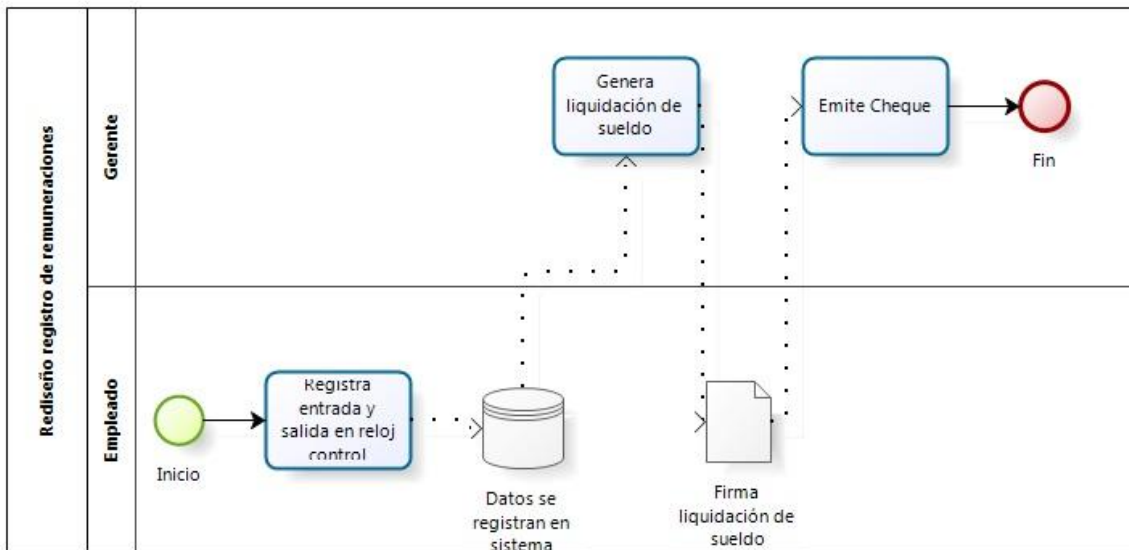 Rediseño registro de remuneraciones
Gerente
Genera
liquidación de
sueldo
Emite Cheque
Fin
Empleado
Inicio
Registra
entrada y
salida en reloj
control
Datos se
registran en
sistema
Firma
liquidación de
sueldo